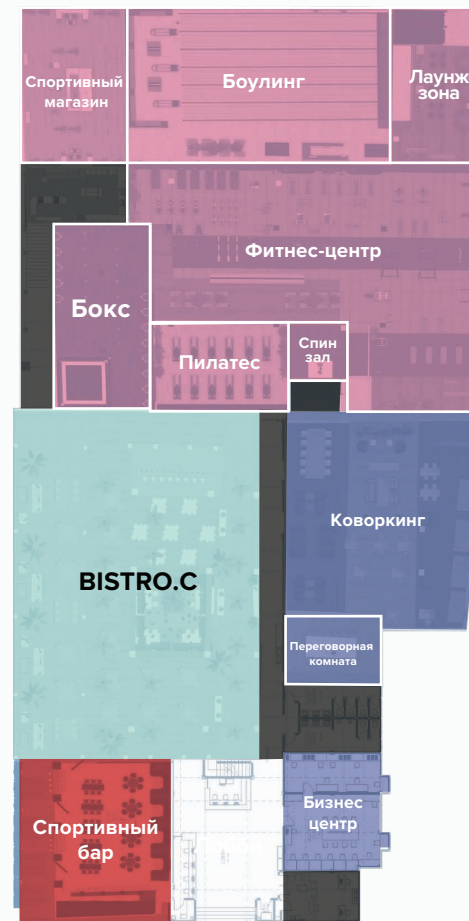 Спортивный
магазин
Боулинг
Лаунж
зона
Фитнес-центр
Бокс
Пилатес
Спин
зал
Коворкинг
BISTRO.C
Переговорная
комната
Спортивный
бар
Бизнес
центр